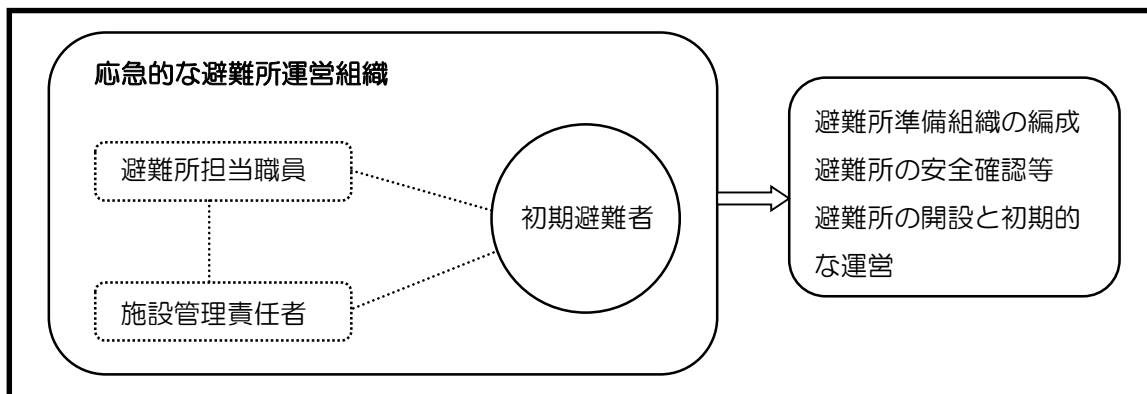 応急的な避難所運営組織
避難所担当職員
初期避難者
施設管理責任者
避難所準備組織の編成
避難所の安全確認等
避難所の開設と初期的
な運営